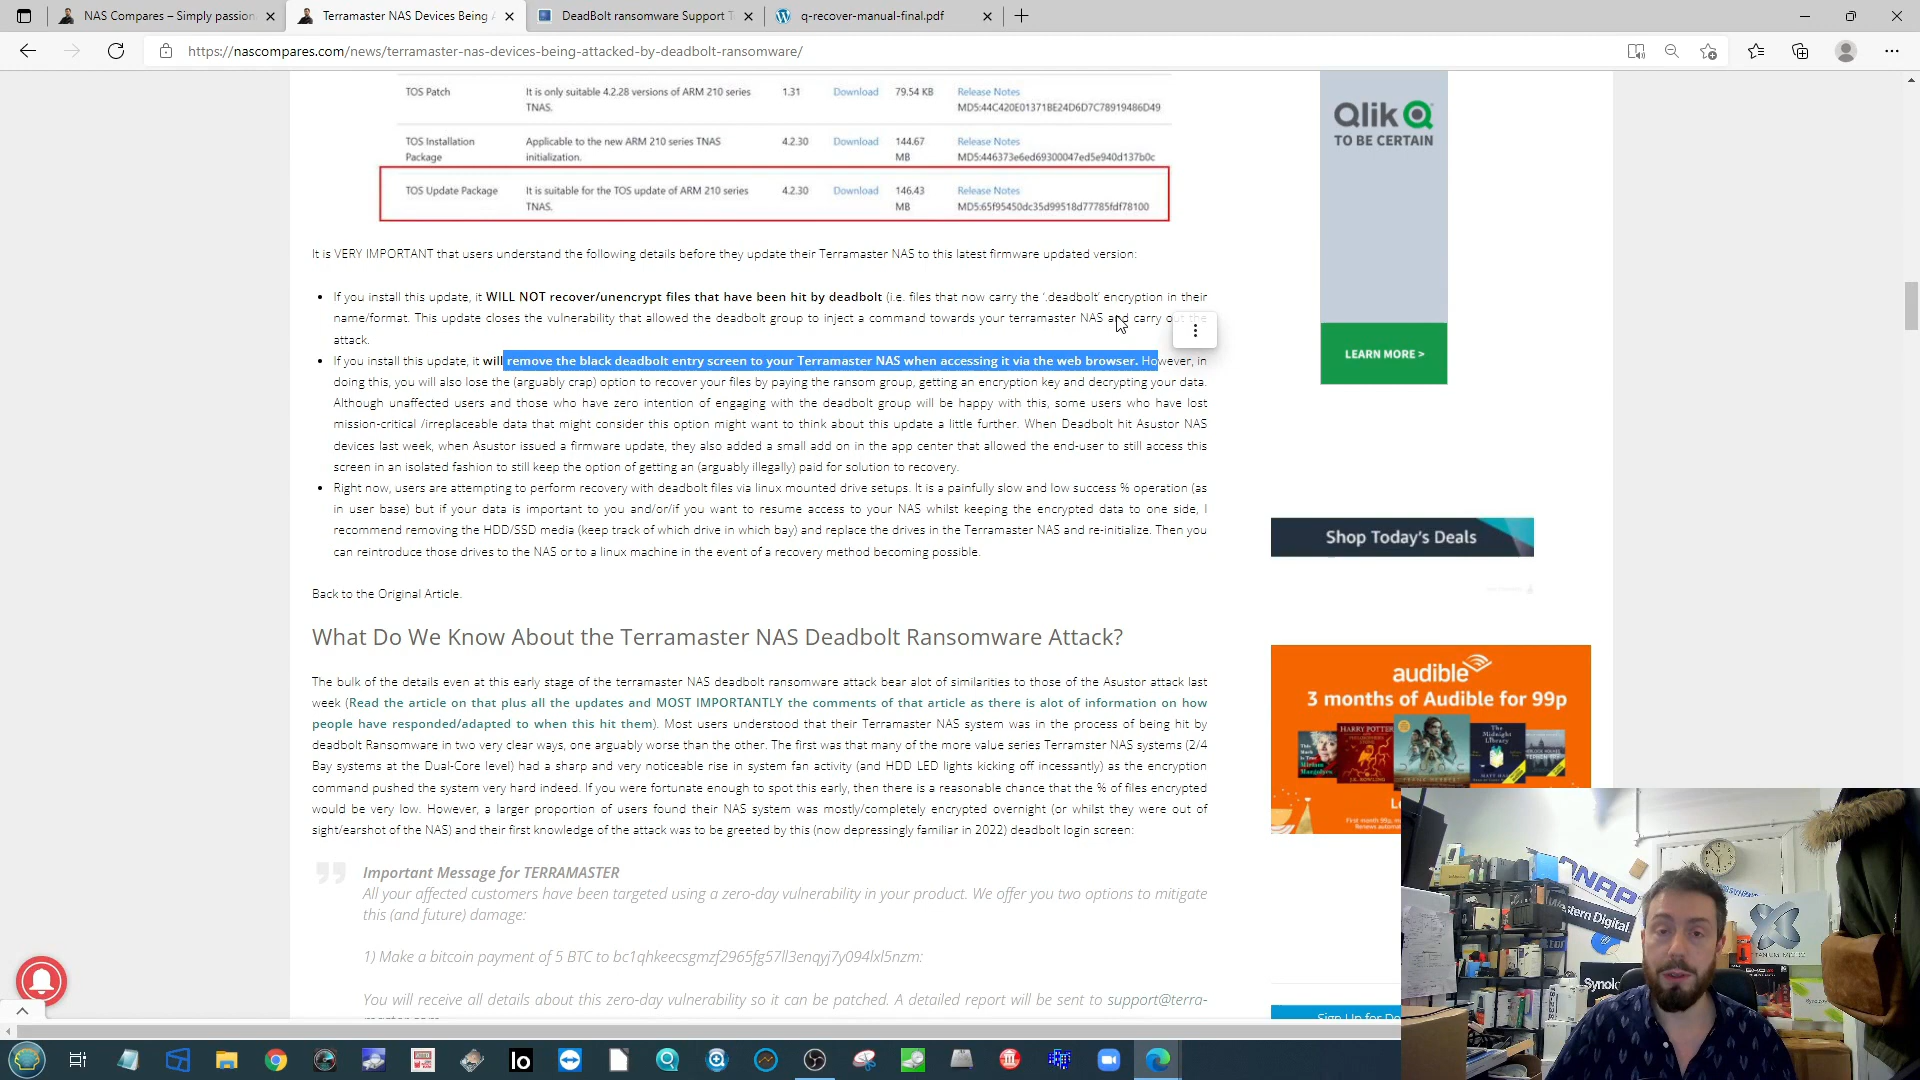 NAS Compares – Simply passion
Terramaster NAS Devices Being A
DeadBolt ransomware Support T
q-recover-manual-final.pdf
https://nascompares.com/news/terramaster-nas-devices-being-attacked-by-deadbolt-ransomware/
TOS Patch It is only suitable 4.2.28 versions of ARM 210 series 1.31 Download 79.54 KB Release Notes
TNAS. MD5:44C420E01371BE24D6D7C78919486D49
TOS Installation Applicable to the new ARM 210 series TNAS 4.2.30 Download 144.67 Release Notes
Package initialization. MB MD5:446373e6ed69300047ed5e940d137b0c
TOS Update Package It is suitable for the TOS update of ARM 210 series 4.2.30 Download 146.43 Release Notes
TNAS. MB MD5:65f95450dc35d99518d77785fdf78100
It is VERY IMPORTANT that users understand the following details before they update their Terramaster NAS to this latest firmware updated version:
If you install this update, it WILL NOT recover/unencrypt files that have been hit by deadbolt (i.e. files that now carry the '.deadbolt' encryption in their
name/format. This update closes the vulnerability that allowed the deadbolt group to inject a command towards your terramaster NAS and carry out the
attack.
If you install this update, it will remove the black deadbolt entry screen to your Terramaster NAS when accessing it via the web browser. However, in
doing this, you will also lose the (arguably crap) option to recover your files by paying the ransom group, getting an encryption key and decrypting your data.
Although unaffected users and those who have zero intention of engaging with the deadbolt group will be happy with this, some users who have lost
mission-critical /irreplaceable data that might consider this option might want to think about this update a little further. When Deadbolt hit Asustor NAS
devices last week, when Asustor issued a firmware update, they also added a small add on in the app center that allowed the end-user to still access this
screen in an isolated fashion to still keep the option of getting an (arguably illegally) paid for solution to recovery.
Right now, users are attempting to perform recovery with deadbolt files via linux mounted drive setups. It is a painfully slow and low success % operation (as
in user base) but if your data is important to you and/or/if you want to resume access to your NAS whilst keeping the encrypted data to one side, I
recommend removing the HDD/SSD media (keep track of which drive in which bay) and replace the drives in the Terramaster NAS and re-initialize. Then you
can reintroduce those drives to the NAS or to a linux machine in the event of a recovery method becoming possible.
Back to the Original Article.
What Do We Know About the Terramaster NAS Deadbolt Ransomware Attack?
The bulk of the details even at this early stage of the terramaster NAS deadbolt ransomware attack bear alot of similarities to those of the Asustor attack last
week (Read the article on that plus all the updates and MOST IMPORTANTLY the comments of that article as there is alot of information on how
people have responded/adapted to when this hit them). Most users understood that their Terramaster NAS system was in the process of being hit by
deadbolt Ransomware in two very clear ways, one arguably worse than the other. The first was that many of the more value series Terramster NAS systems (2/4
Bay systems at the Dual-Core level) had a sharp and very noticeable rise in system fan activity (and HDD LED lights kicking off incessantly) as the encryption
command pushed the system very hard indeed. If you were fortunate enough to spot this early, then there is a reasonable chance that the % of files encrypted
would be very low. However, a larger proportion of users found their NAS system was mostly/completely encrypted overnight (or whilst they were out of
sight/earshot of the NAS) and their first knowledge of the attack was to be greeted by this (now depressingly familiar in 2022) deadbolt login screen:
Important Message for TERRAMASTER
All your affected customers have been targeted using a zero-day vulnerability in your product. We offer you two options to mitigate
this (and future) damage:
1) Make a bitcoin payment of 5 BTC to bc1qhkeecsgmzf2965fg57ll3enqyj7y094lxl5nzm:
You will receive all details about this zero-day vulnerability so it can be patched. A detailed report will be sent to support@terra-
Qlik
TO BE CERTAIN
LEARN MORE >
Shop Today's Deals
audible
3 months of Audible for 99p
HARRY POTTER
Sign Up for De
QNAP
Western Digital
Synolo
lo